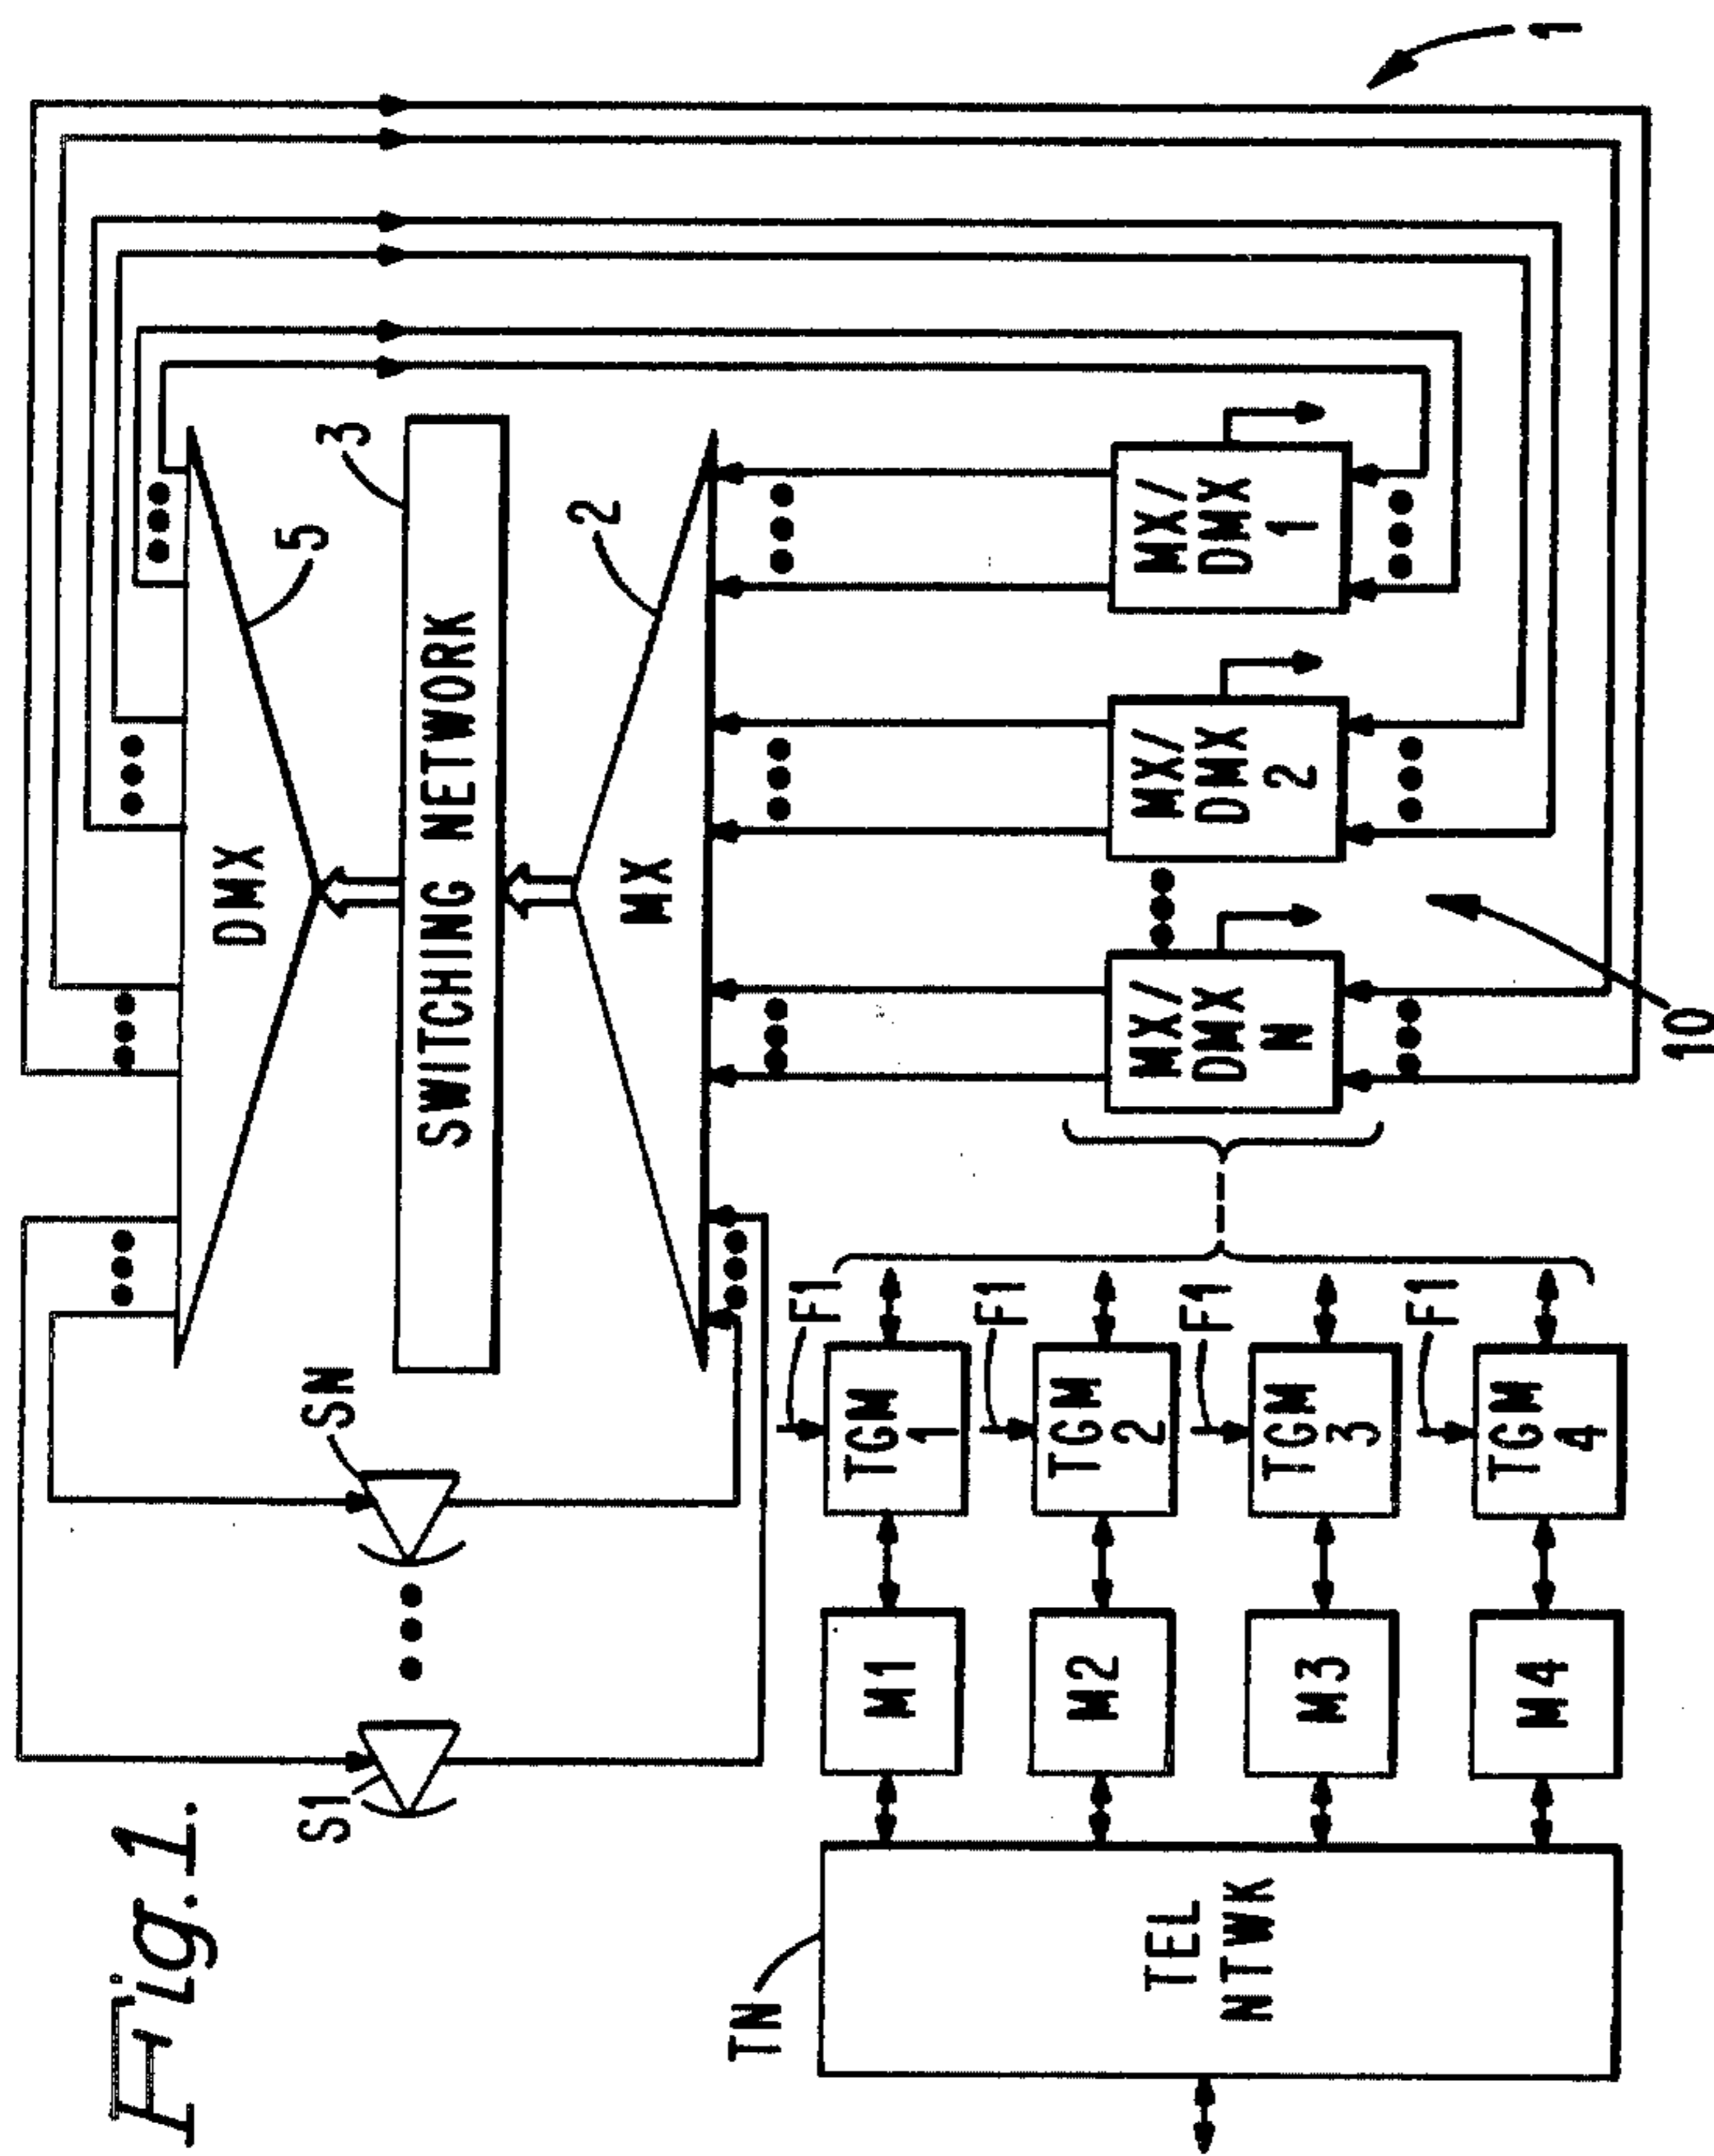 Fig. 1.
S1
SN
DMX
5
SWITCHING NETWORK
3
MX
2
1
TN
TEL
NTWK
M1
M2
M3
M4
TGM
1
TGM
2
TGM
3
TGM
4
F1
F1
F1
F1
MX/
DMX
N
MX/
DMX
2
MX/
DMX
1
10